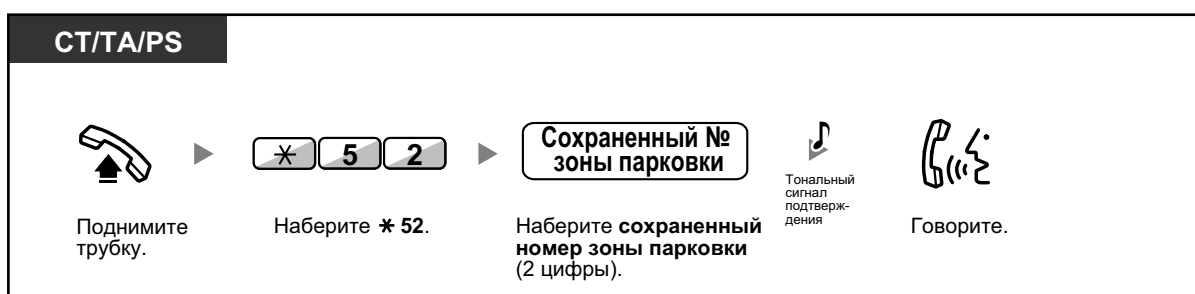 CT/TA/PS
✳ 5 2
Сохраненный №
зоны парковки
Тональный
сигнал
подтверж-
дения
Поднимите
трубку.
Наберите ✳ 52.
Наберите сохраненный
номер зоны парковки
(2 цифры).
Говорите.